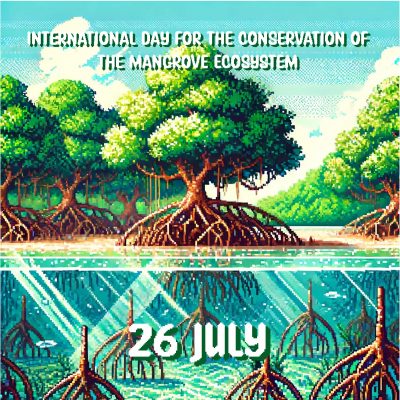 INTERNATIONAL DAY FOR THE CONSERVATION OF
THE MANGROVE ECOSYSTEM
26 JULY